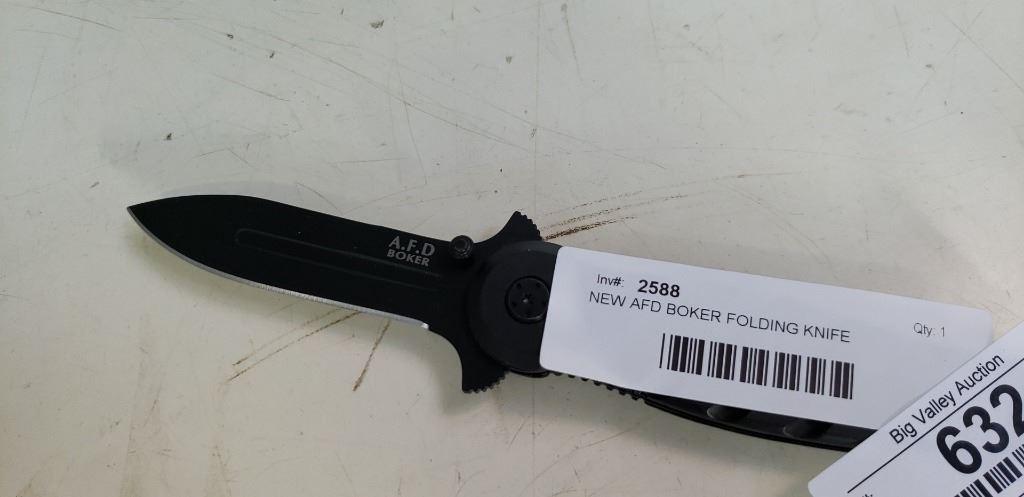 A.F.D
BOKER
Inv#: 2588
NEW AFD BOKER FOLDING KNIFE
Qty: 1
Big Valley Auction
632